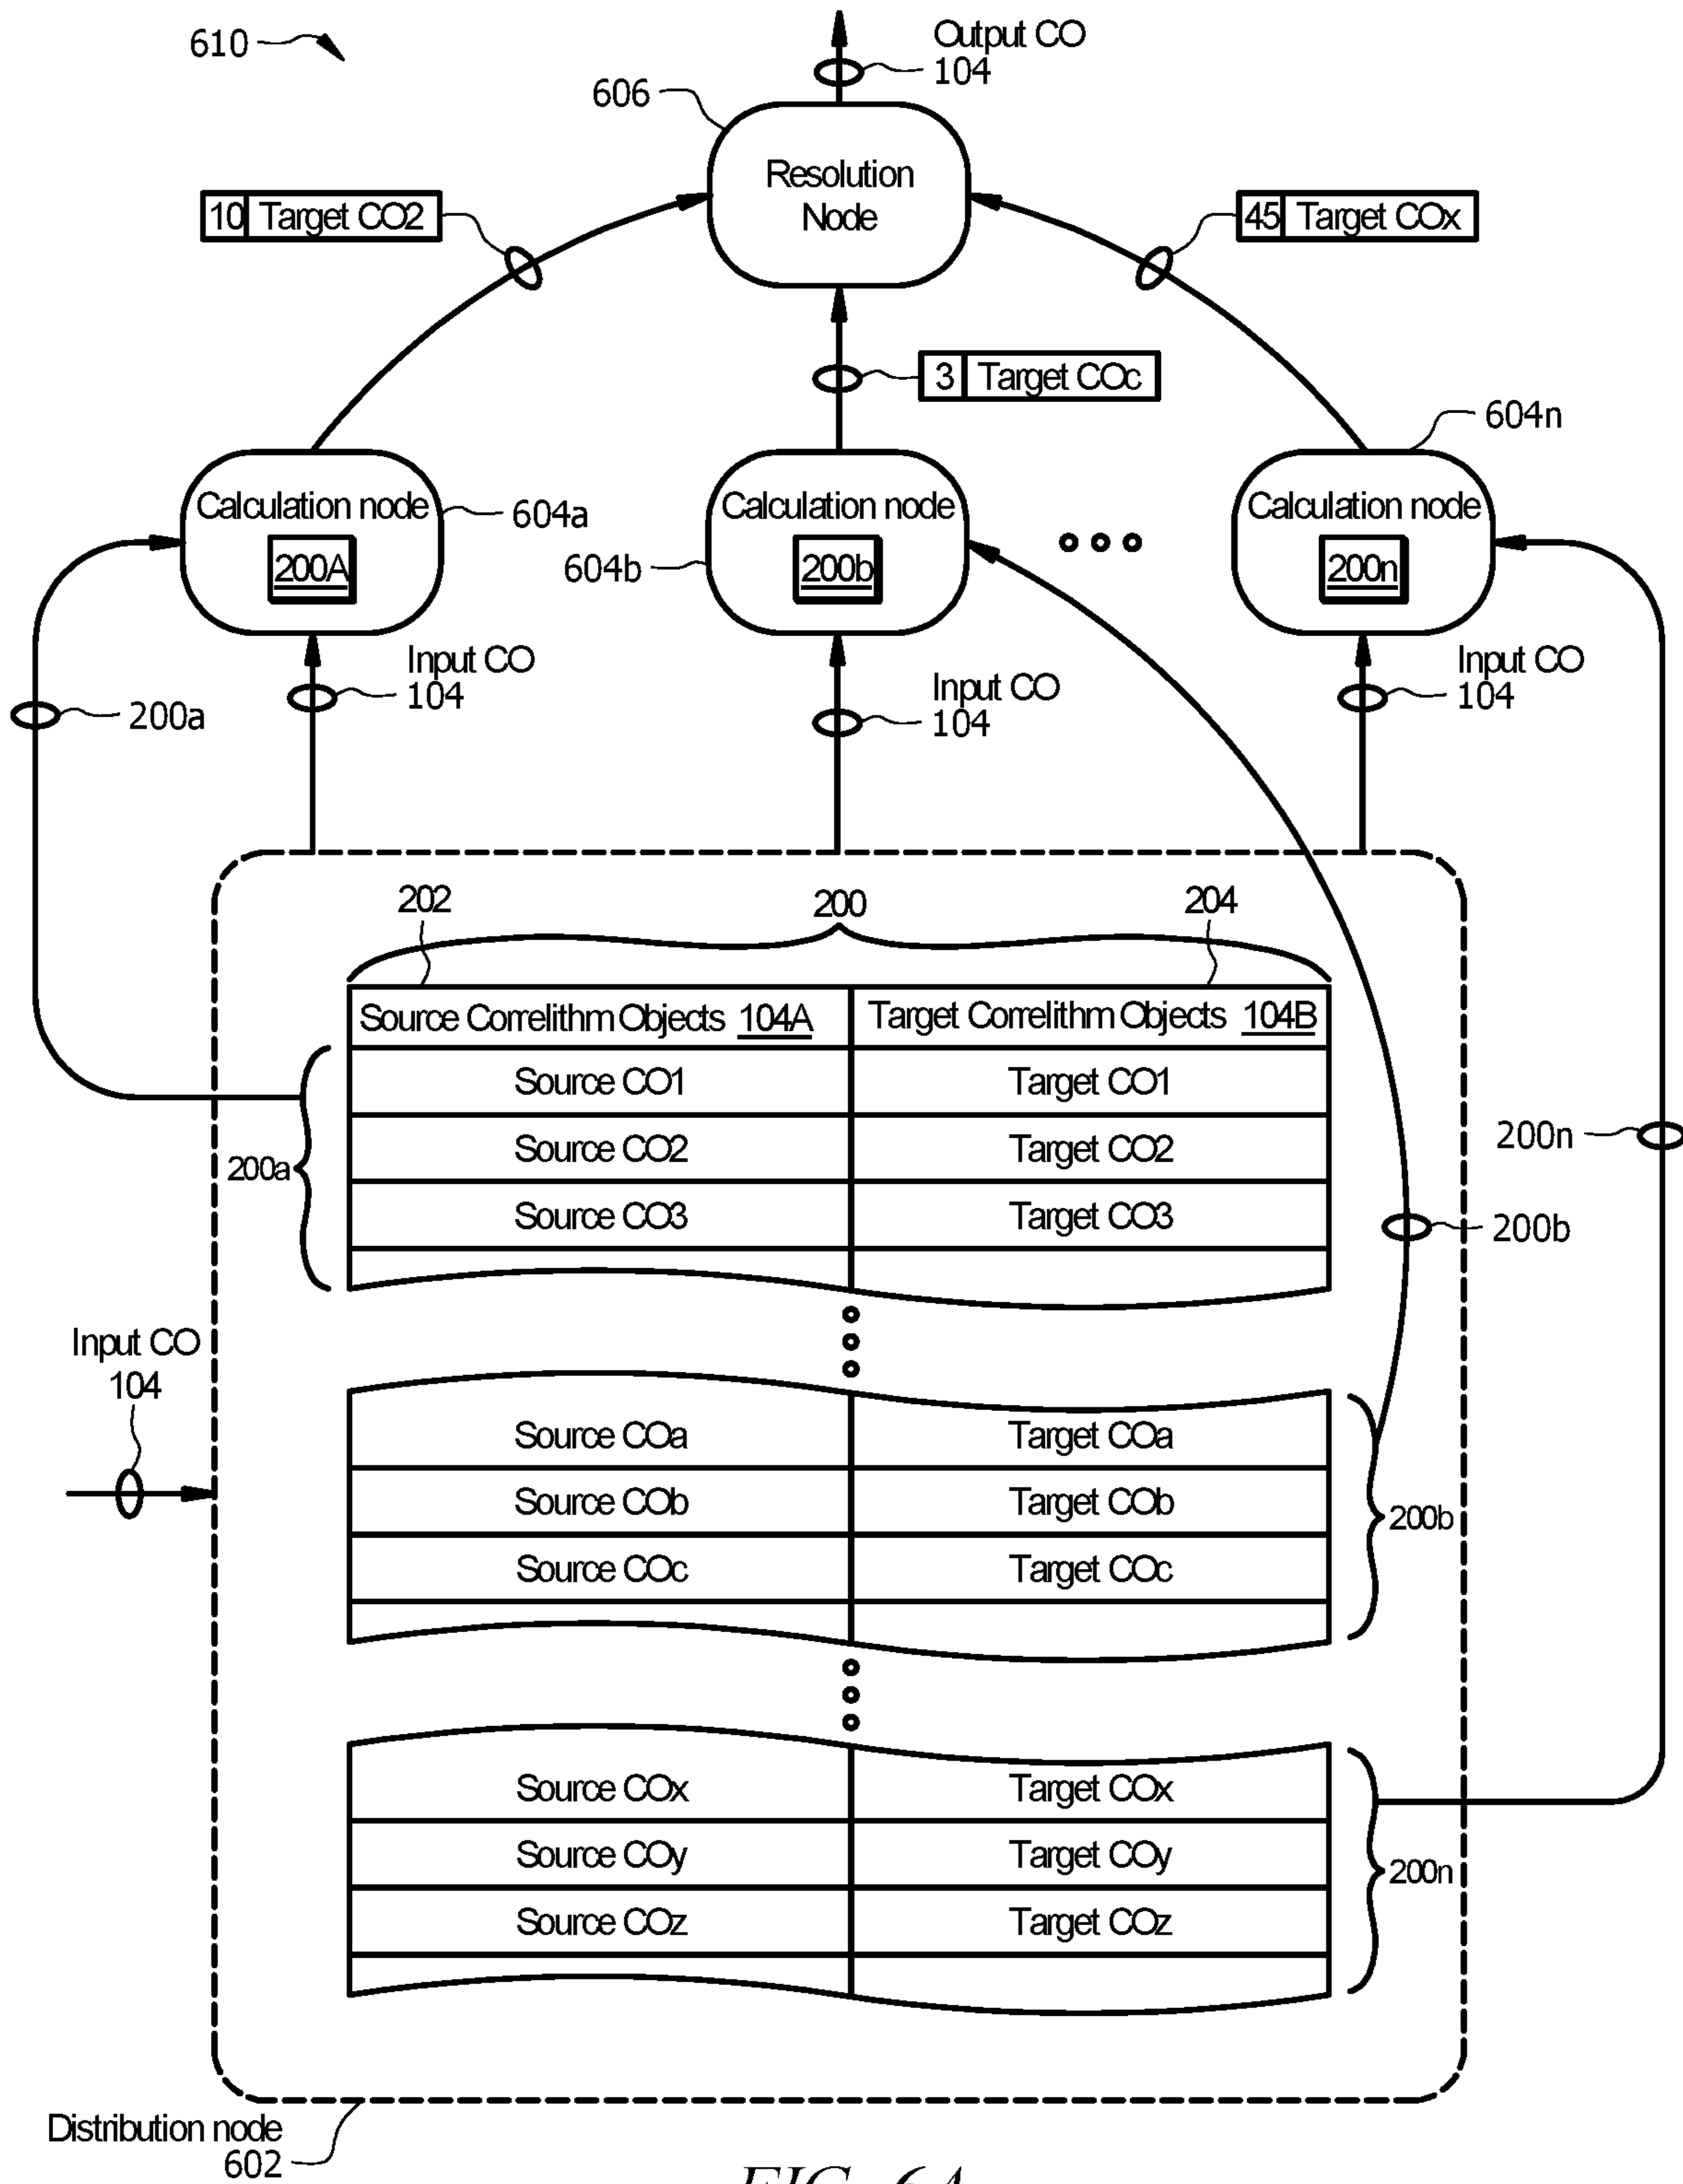 610
Output CO
104
606
Resolution
Node
10 Target CO2
45 Target COx
3 Target COc
604n
Calculation node
200A
604a
Calculation node
200b
604b
Calculation node
200n
Input CO
104
Input CO
104
Input CO
104
200a
202
200
204
Source Correlithm Objects 104A Target Correlithm Objects 104B
Source CO1 Target CO1
Source CO2 Target CO2
Source CO3 Target CO3
200a
200n
200b
Input CO
104
Source COa Target COa
Source COb Target COb
Source COc Target COc
200b
Source COx Target COx
Source COy Target COy
Source COz Target COz
200n
Distribution node
602
FIG. 6A